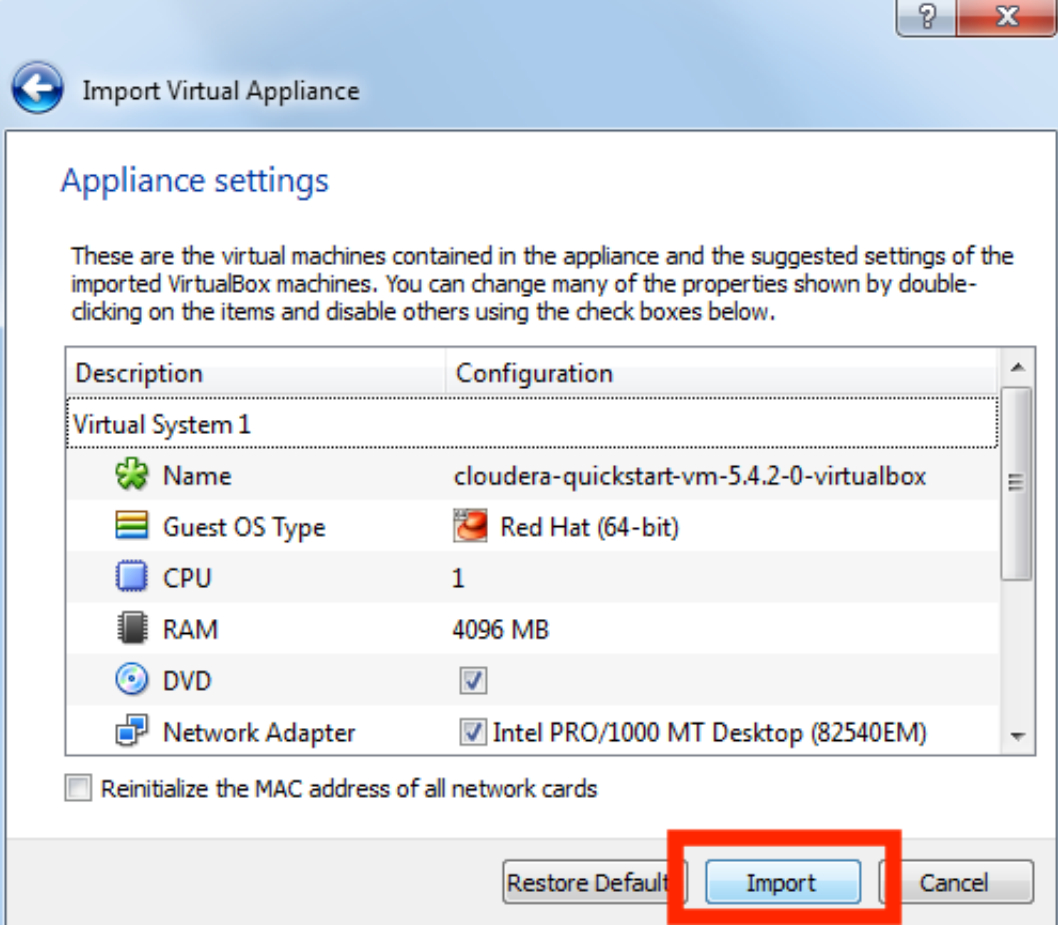 ?
Import Virtual Appliance
Appliance settings
These are the virtual machines contained in the appliance and the suggested settings of the
imported VirtualBox machines. You can change many of the properties shown by double-
clicking on the items and disable others using the check boxes below.
Description Configuration
Virtual System 1
Name cloudera-quickstart-vm-5.4.2-0-virtualbox
Guest OS Type Red Hat (64-bit)
CPU 1
RAM 4096 MB
DVD
Network Adapter Intel PRO/1000 MT Desktop (82540EM)
Reinitialize the MAC address of all network cards
Restore Default Import Cancel